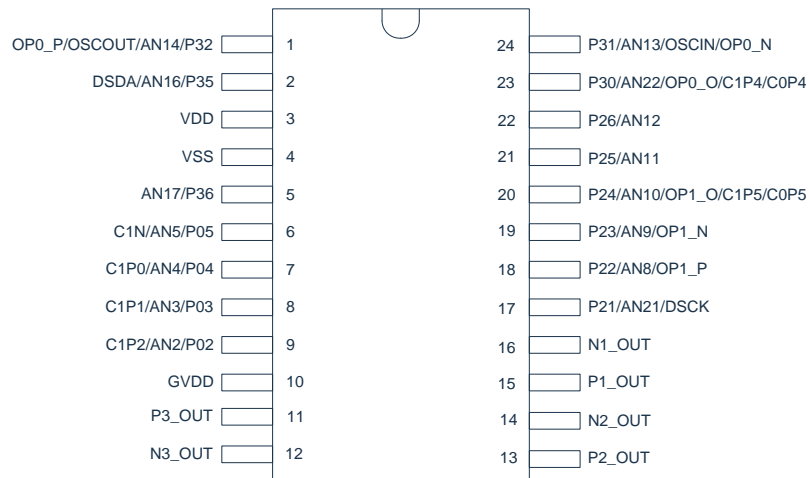 OP0_P/OSCOUT/AN14/P32 1 24 P31/AN13/OSCIN/OP0_N
DSDA/AN16/P35 2 23 P30/AN22/OP0_O/C1P4/C0P4
VDD 3 22 P26/AN12
VSS 4 21 P25/AN11
AN17/P36 5 20 P24/AN10/OP1_O/C1P5/C0P5
C1N/AN5/P05 6 19 P23/AN9/OP1_N
C1P0/AN4/P04 7 18 P22/AN8/OP1_P
C1P1/AN3/P03 8 17 P21/AN21/DSCK
C1P2/AN2/P02 9 16 N1_OUT
GVDD 10 15 P1_OUT
P3_OUT 11 14 N2_OUT
N3_OUT 12 13 P2_OUT